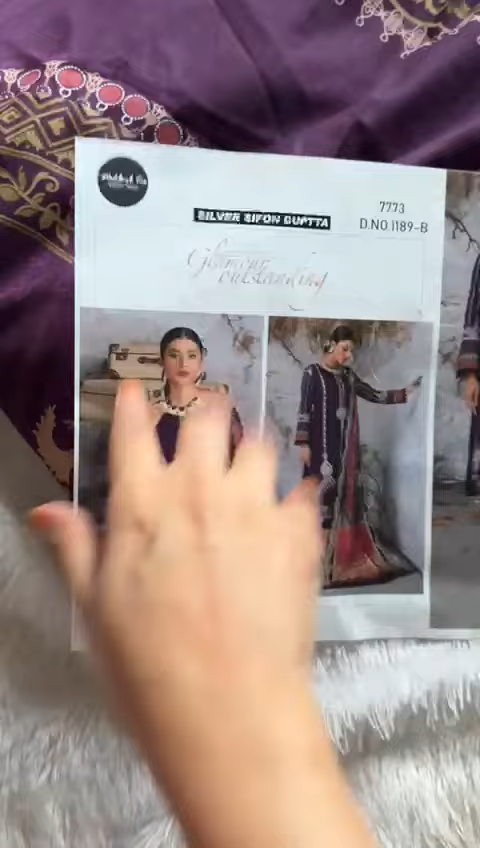 SILVER SIFON DUPTTA
7773
D.NO.1189-B
Glamour
outstanding